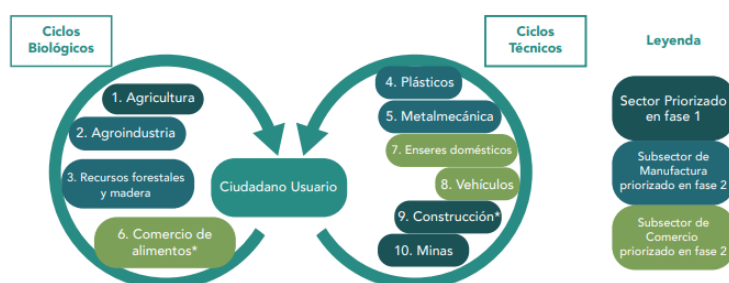 Ciclos
Biológicos
1. Agricultura
2. Agroindustria
3. Recursos forestales
y madera
6. Comercio de
alimentos*
Ciudadano Usuario
Ciclos
Técnicos
4. Plásticos
5. Metalmecánica
7. Enseres domésticos
8. Vehículos
9. Construcción*
10. Minas
Leyenda
Sector Priorizado
en fase 1
Subsector de
Manufactura
priorizado en fase 2
Subsector de
Comercio
priorizado en fase 2